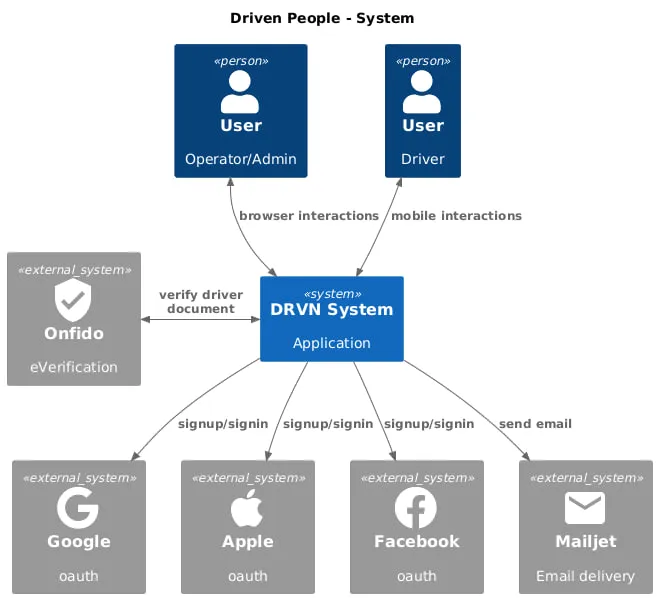 Driven People - System
«person»
User
Operator/Admin
«person»
User
Driver
browser interactions
mobile interactions
«external_system»
Onfido
eVerification
verify driver
document
«system»
DRVN System
Application
signup/signin
signup/signin
signup/signin
send email
«external_system»
Google
oauth
«external_system»
Apple
oauth
«external_system»
Facebook
oauth
«external_system»
Mailjet
Email delivery